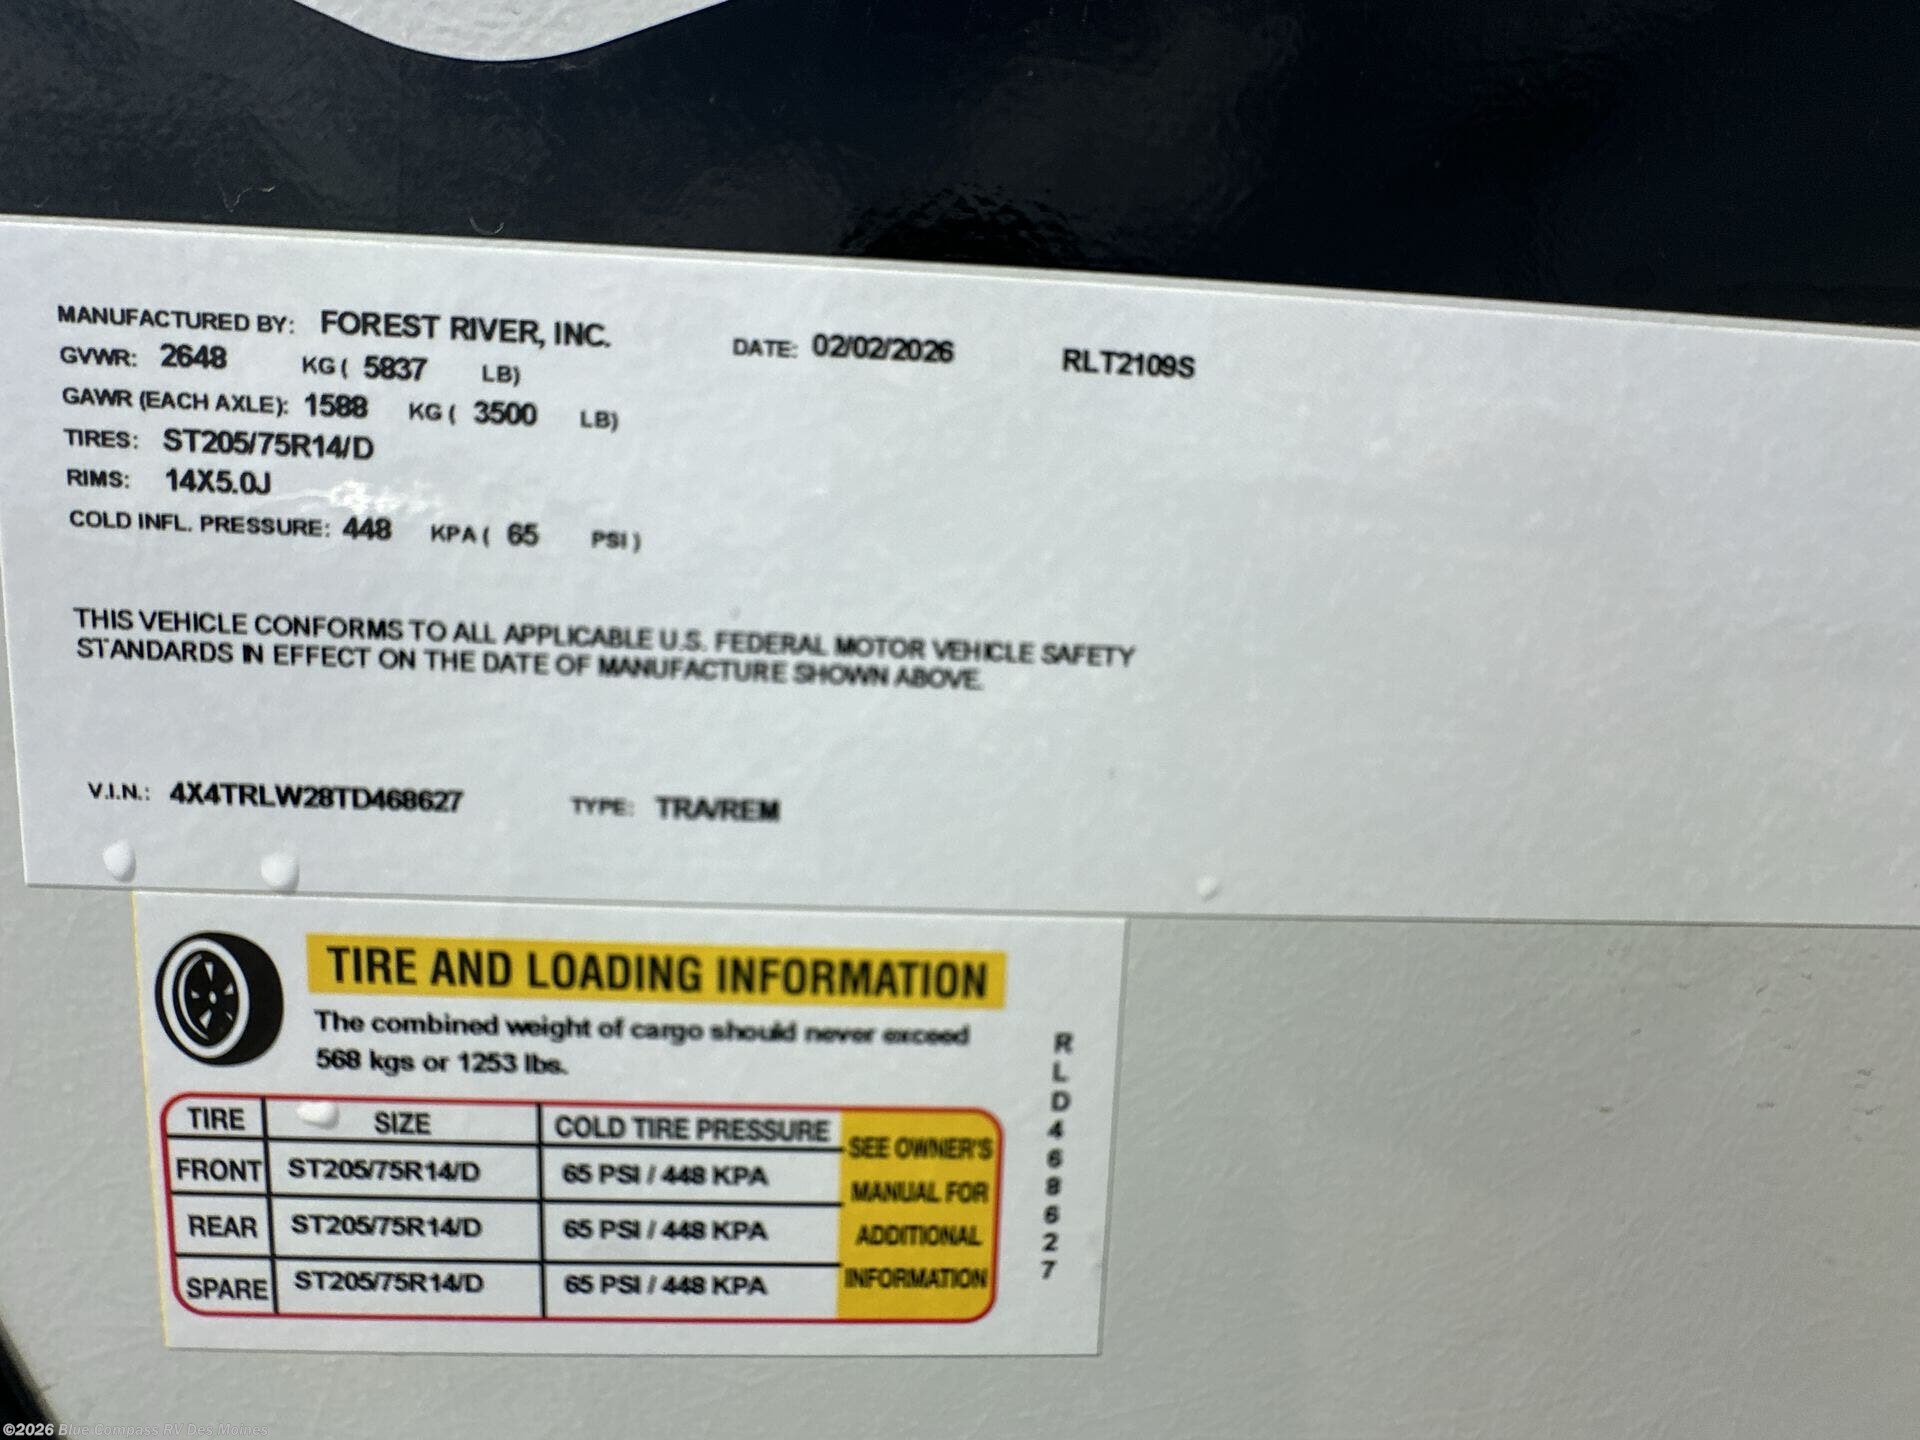 MANUFACTURED BY: FOREST RIVER, INC. DATE: 02/02/2026 RLT2109S
GVWR: 2648 KG ( 5837 LB)
GAWR (EACH AXLE): 1588 KG ( 3500 LB)
TIRES: ST205/75R14/D
RIMS: 14X5.0J
COLD INFL. PRESSURE: 448 KPA ( 65 PSI )
THIS VEHICLE CONFORMS TO ALL APPLICABLE U.S. FEDERAL MOTOR VEHICLE SAFETY
STANDARDS IN EFFECT ON THE DATE OF MANUFACTURE SHOWN ABOVE.
V.I.N.: 4X4TRLW28TD468627 TYPE: TRA/REM
TIRE AND LOADING INFORMATION
The combined weight of cargo should never exceed
568 kgs or 1253 lbs.
TIRE SIZE COLD TIRE PRESSURE
FRONT ST205/75R14/D 65 PSI / 448 KPA
REAR ST205/75R14/D 65 PSI / 448 KPA
SPARE ST205/75R14/D 65 PSI / 448 KPA
SEE OWNER'S
MANUAL FOR
ADDITIONAL
INFORMATION
RLD468627
©2026 Blue Compass RV Des Moines